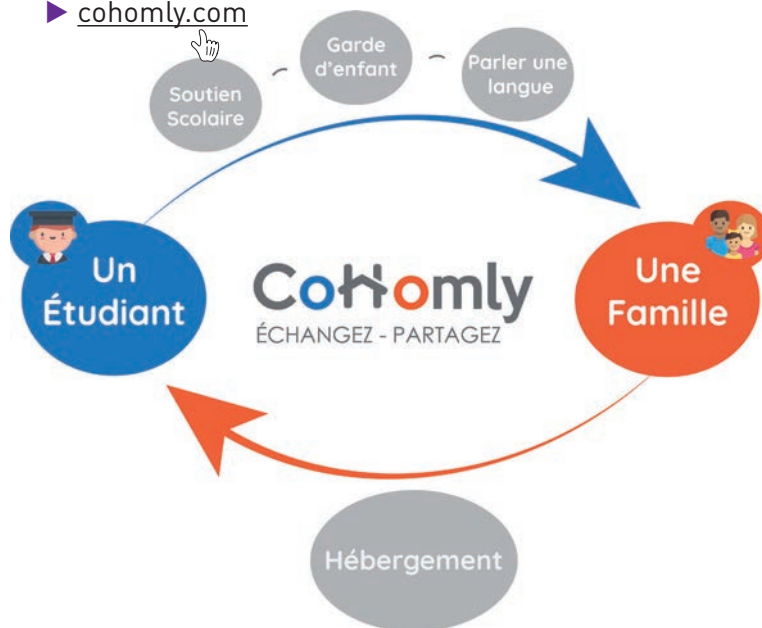 ▶ cohomly.com
Garde
d'enfant
Parler une
langue
Soutien
Scolaire
Un
Étudiant
CoHomly
ÉCHANGEZ - PARTAGEZ
Une
Famille
Hébergement